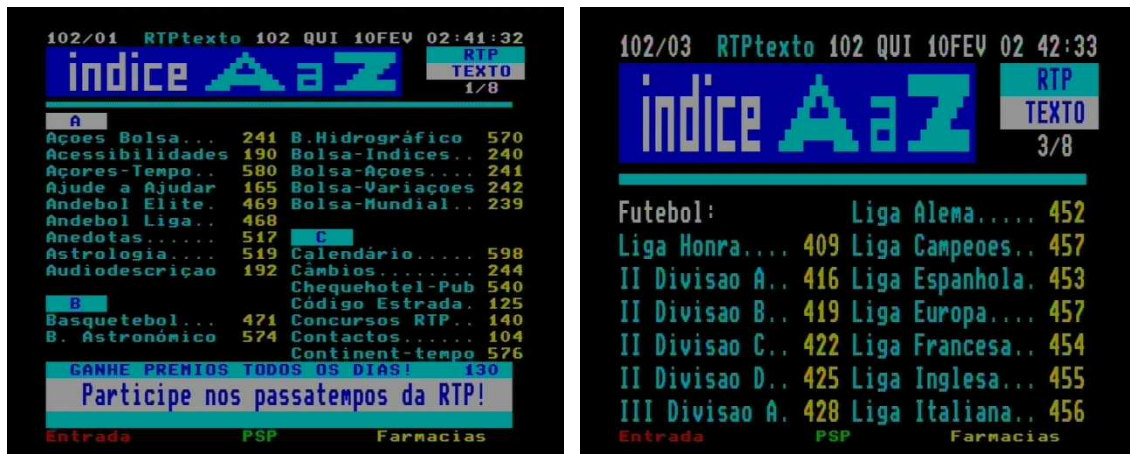 102/01 RTPtexto 102 QUI 10FEV 02:41:32
indice A a Z
RTP
TEXTO
1/8
A
Açoes Bolsa... 241
Acessibilidades 190
Açores-Tempo.. 580
Ajude a Ajudar 165
Andebol Elite. 469
Andebol Liga.. 468
Anedotas...... 517
Astrologia.... 519
Audiodescriçao 192
B
Basquetebol... 471
B. Astronómico 574
B.Hidrográfico 570
Bolsa-Indices.. 240
Bolsa-Açoes.... 241
Bolsa-Variaçoes 242
Bolsa-Mundial.. 239
C
Calendário..... 598
Câmbios........ 244
Chequehotel-Pub 540
Código Estrada. 125
Concursos RTP.. 140
Contactos...... 104
Continent-tempo 576
GANHE PREMIOS TODOS OS DIAS! 130
Participe nos passatempos da RTP!
Entrada PSP Farmacias
102/03 RTPtexto 102 QUI 10FEV 02 42:33
indice A a Z
RTP
TEXTO
3/8
Futebol:
Liga Honra.... 409
II Divisao A.. 416
II Divisao B.. 419
II Divisao C.. 422
II Divisao D.. 425
III Divisao A. 428
Liga Alema..... 452
Liga Campeoes.. 457
Liga Espanhola. 453
Liga Europa.... 457
Liga Francesa.. 454
Liga Inglesa... 455
Liga Italiana.. 456
Entrada PSP Farmacias